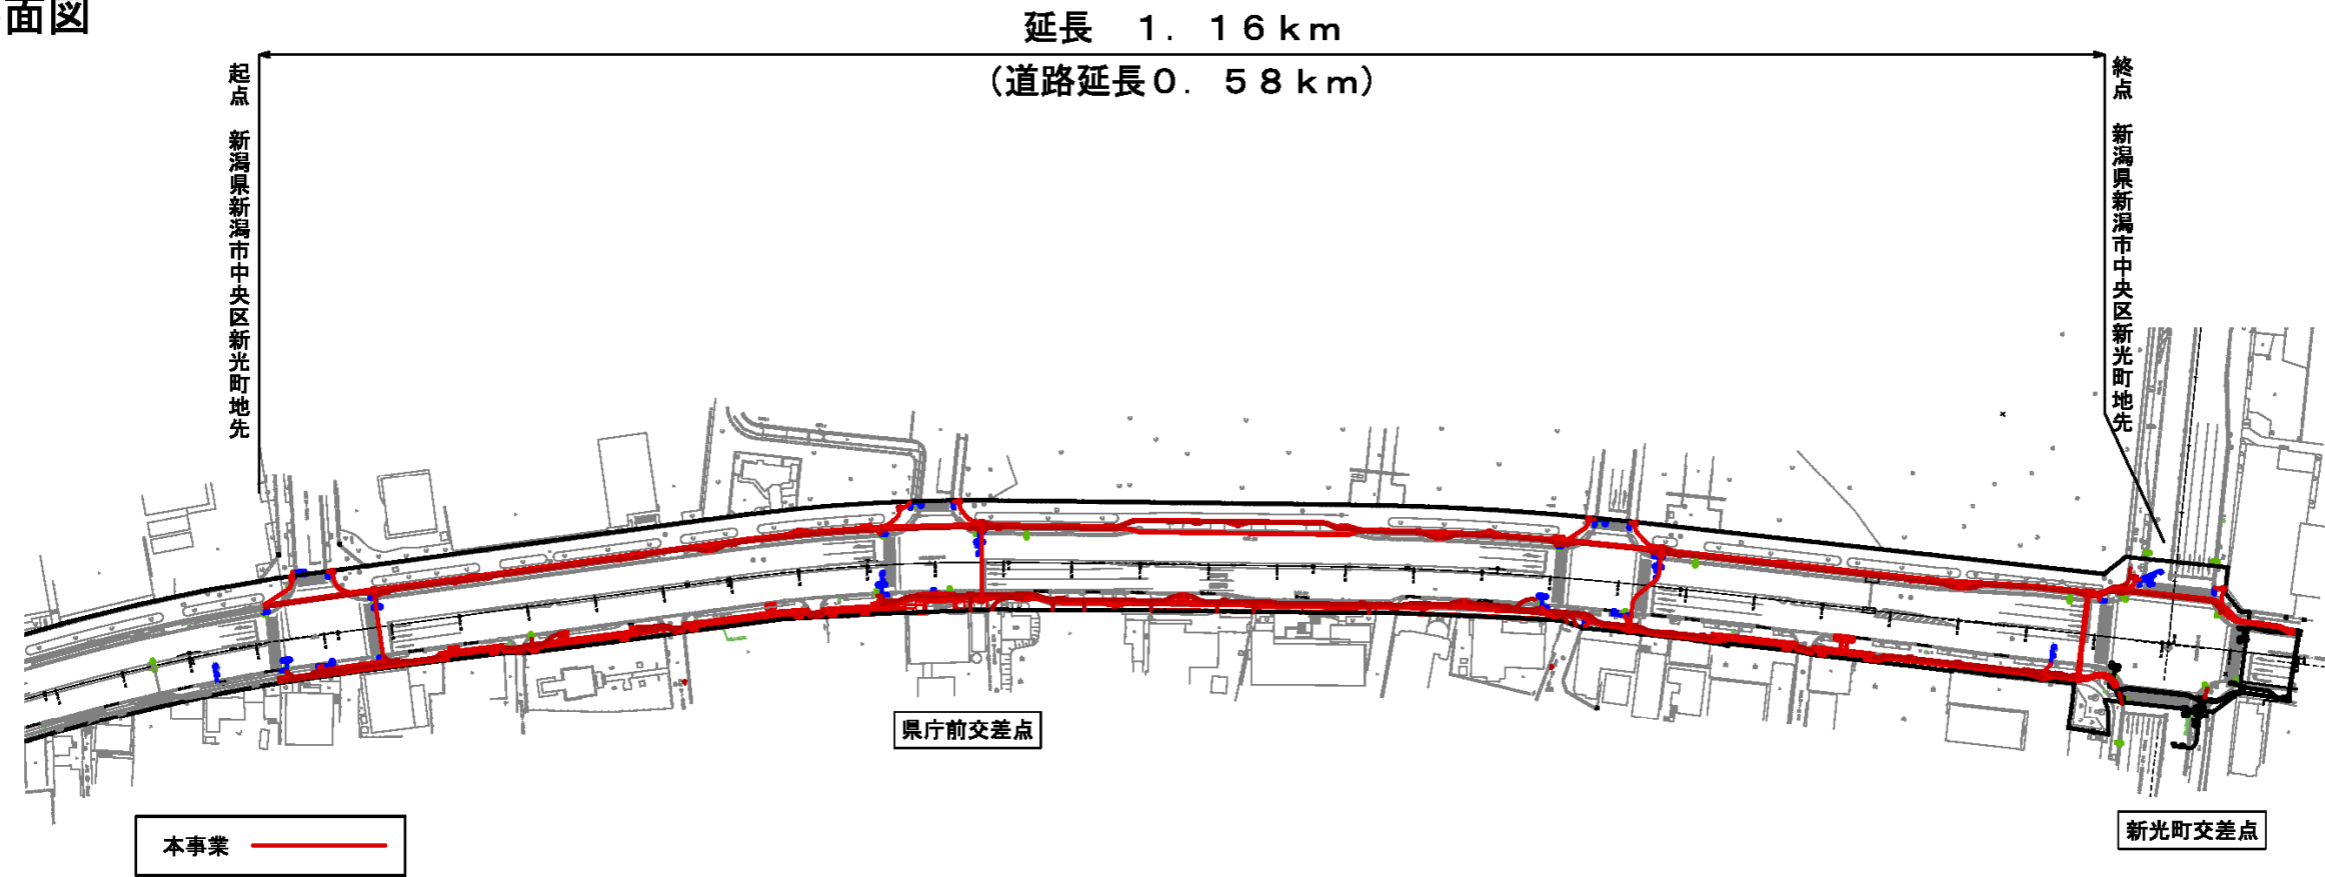 面図
延長　１．１６ｋｍ
（道路延長０．５８ｋｍ）
起点　新潟県新潟市中央区新光町地先
終点　新潟県新潟市中央区新光町地先
県庁前交差点
新光町交差点
本事業